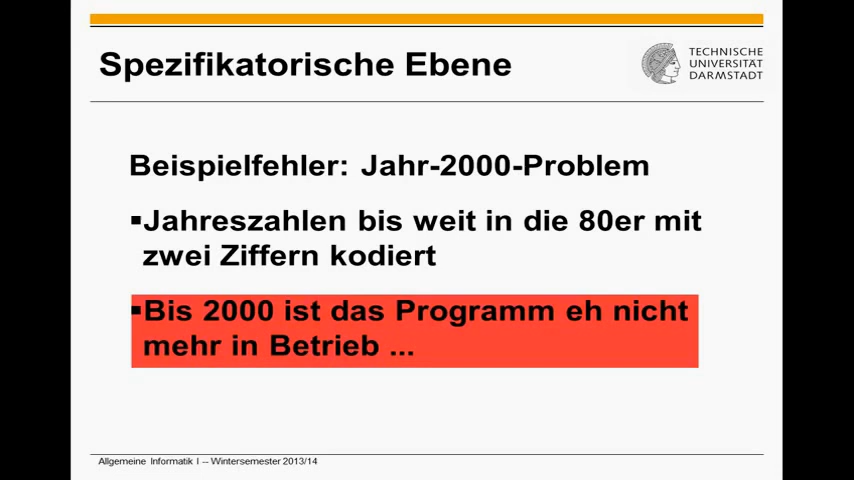 Spezifikatorische Ebene
TECHNISCHE
UNIVERSITÄT
DARMSTADT
Beispielfehler: Jahr-2000-Problem
▪Jahreszahlen bis weit in die 80er mit
zwei Ziffern kodiert
▪Bis 2000 ist das Programm eh nicht
mehr in Betrieb ...
Allgemeine Informatik I -- Wintersemester 2013/14